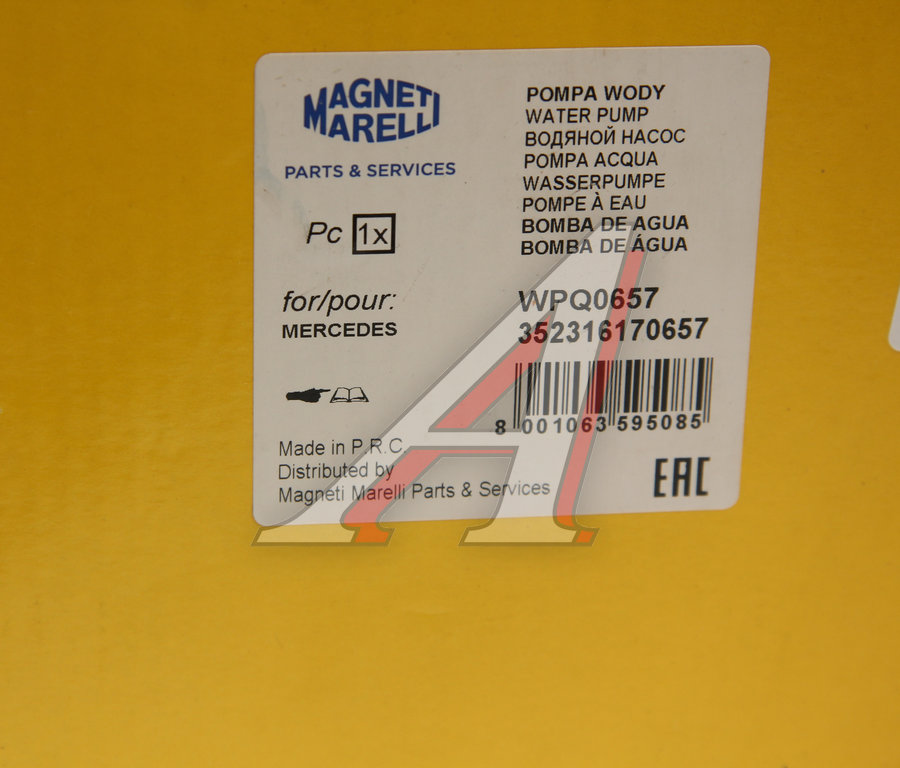 MAGNETI
MARELLI
PARTS & SERVICES
Pc 1x
for/pour:
MERCEDES
POMPA WODY
WATER PUMP
ВОДЯНОЙ НАСОС
POMPA ACQUA
WASSERPUMPE
POMPE À EAU
BOMBA DE AGUA
BOMBA DE ÁGUA
WPQ0657
352316170657
8 001063 595085
Made in P.R.C.
Distributed by
Magneti Marelli Parts & Services
EAC